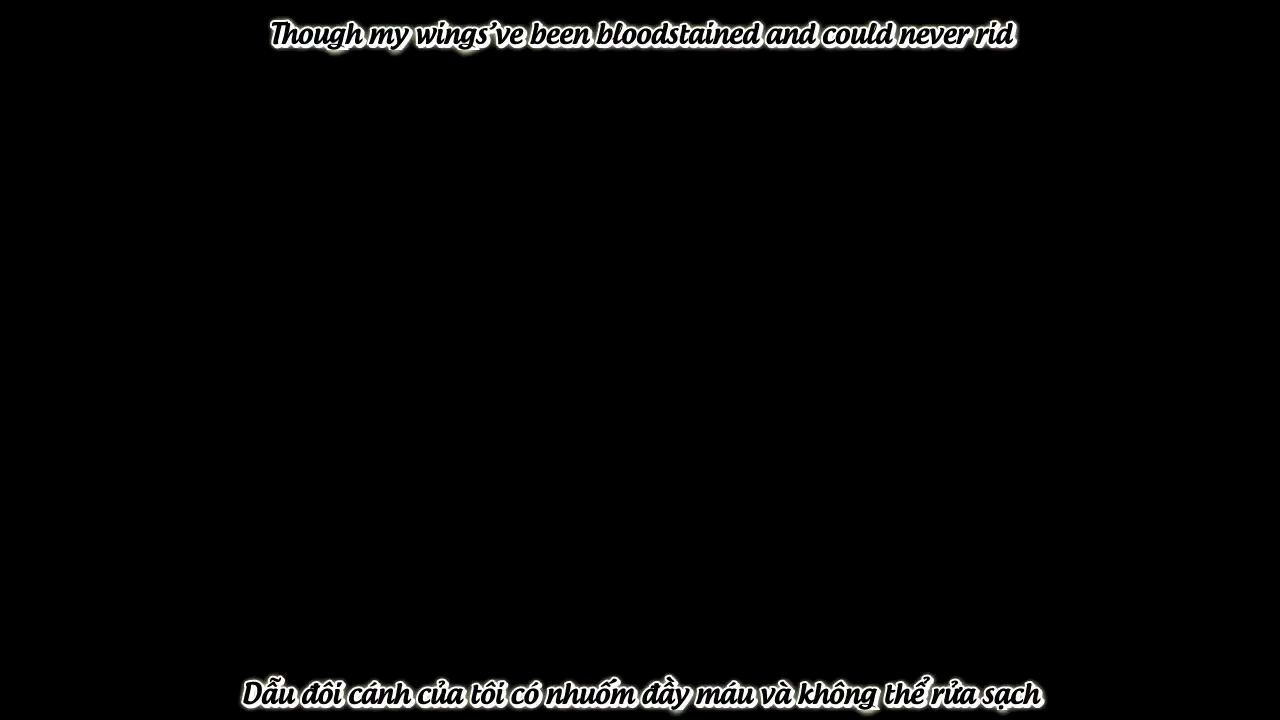 Though my wings’ve been bloodstained and could never rid
Dẫu đôi cánh của tôi có nhuốm đầy máu và không thể rửa sạch